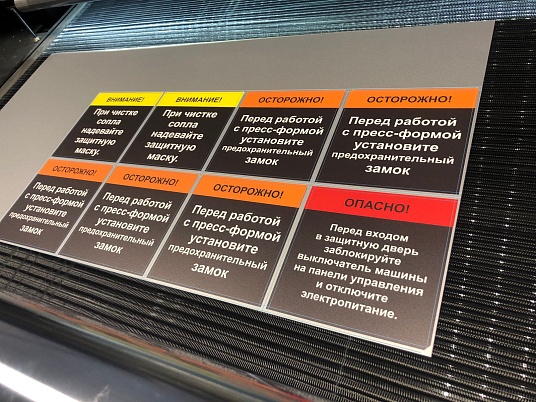 ВНИМАНИЕ!
При чистке
сопла
надевайте
защитную
маску.
ВНИМАНИЕ!
При чистке
сопла
надевайте
защитную
маску.
ОСТОРОЖНО!
Перед работой
с пресс-формой
установите
предохранительный
замок
ОСТОРОЖНО!
Перед работой
с пресс-формой
установите
предохранительный
замок
ОСТОРОЖНО!
Перед работой
с пресс-формой
установите
предохранительный
замок
ОСТОРОЖНО!
Перед работой
с пресс-формой
установите
предохранительный
замок
ОСТОРОЖНО!
Перед работой
с пресс-формой
установите
предохранительный
замок
ОПАСНО!
Перед входом
в защитную дверь
заблокируйте
выключатель машины
на панели управления
и отключите
электропитание.